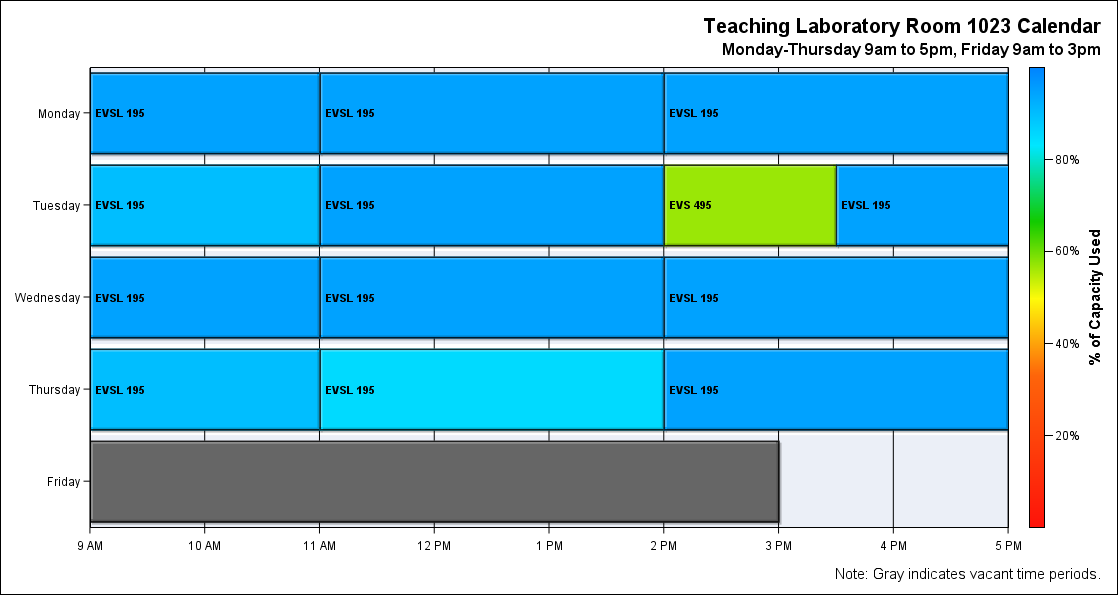 Teaching Laboratory Room 1023 Calendar
Monday-Thursday 9am to 5pm, Friday 9am to 3pm
Monday
EVSL 195
EVSL 195
EVSL 195
Tuesday
EVSL 195
EVSL 195
EVS 495
EVSL 195
Wednesday
EVSL 195
EVSL 195
EVSL 195
Thursday
EVSL 195
EVSL 195
EVSL 195
Friday
9 AM
10 AM
11 AM
12 PM
1 PM
2 PM
3 PM
4 PM
5 PM
80%
60%
40%
20%
% of Capacity Used
Note: Gray indicates vacant time periods.